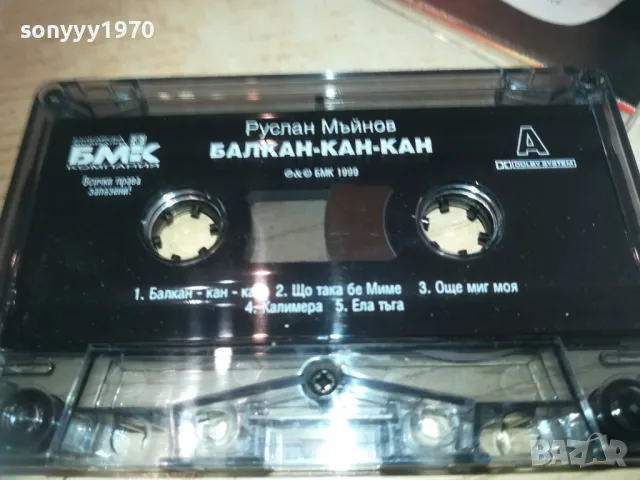 sonyyy1970
Руслан Мъйнов
БАЛКАН-КАН-КАН
БМК
КОМПАНИЯ
Всички права
запазени!
A
DOLBY SYSTEM
℗&© БМК 1999
1. Балкан - кан - кан 2. Що така бе Миме 3. Още миг моя
4. Калимера 5. Ела тъга
BAZAR